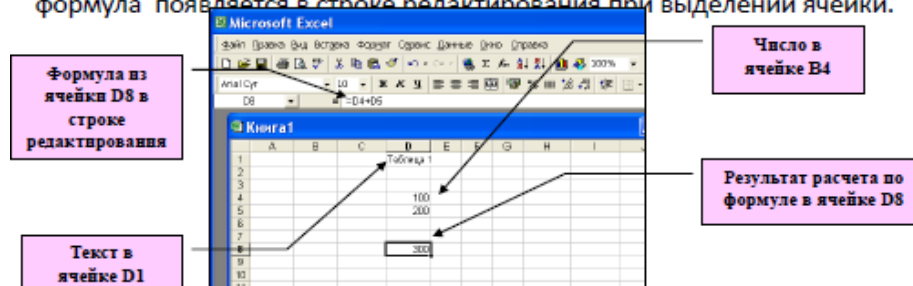 формула появляется в строке редактирования при выделении ячейки.
Microsoft Excel
Файл Правка Вид Вставка Формат Сервис Данные Окно Справка
100%
Arial Cyr 10 Ж К Ч
D8 =D4+D5
Книга1
A B C D E F G H I
1 Таблица 1
2
3
4 100
5 200
6
7
8 300
9
10
Формула из
ячейки D8 в
строке
редактирования
Число в
ячейке B4
Результат расчета по
формуле в ячейке D8
Текст в
ячейке D1